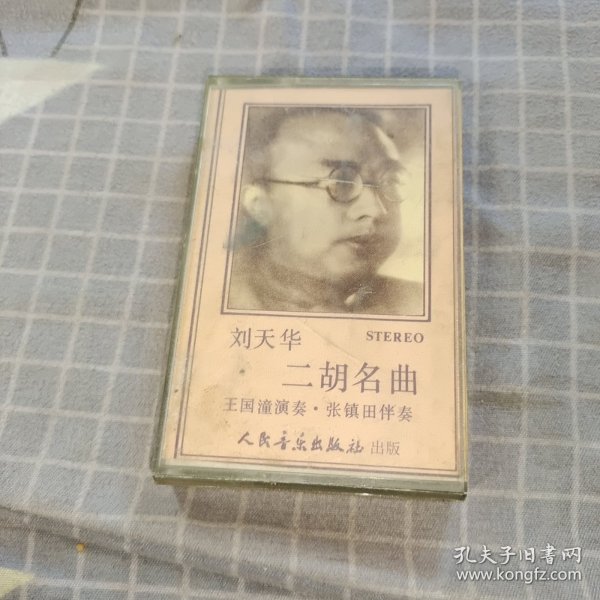 刘天华
STEREO
二胡名曲
王国潼演奏·张镇田伴奏
人民音乐出版社 出版
孔夫子旧书网
www.kongfz.com